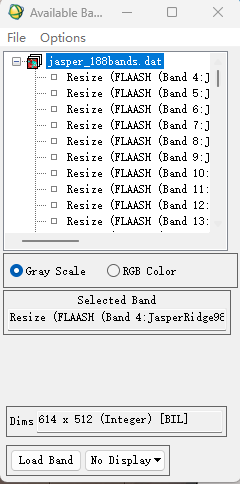 Available Ba...
File Options
jasper_188bands.dat
Resize (FLAASH (Band 4:J
Resize (FLAASH (Band 5:J
Resize (FLAASH (Band 6:J
Resize (FLAASH (Band 7:J
Resize (FLAASH (Band 8:J
Resize (FLAASH (Band 9:J
Resize (FLAASH (Band 10:
Resize (FLAASH (Band 11:
Resize (FLAASH (Band 12:
Resize (FLAASH (Band 13:
Gray Scale RGB Color
Selected Band
Resize (FLAASH (Band 4:JasperRidge98
Dims 614 x 512 (Integer) [BIL]
Load Band No Display